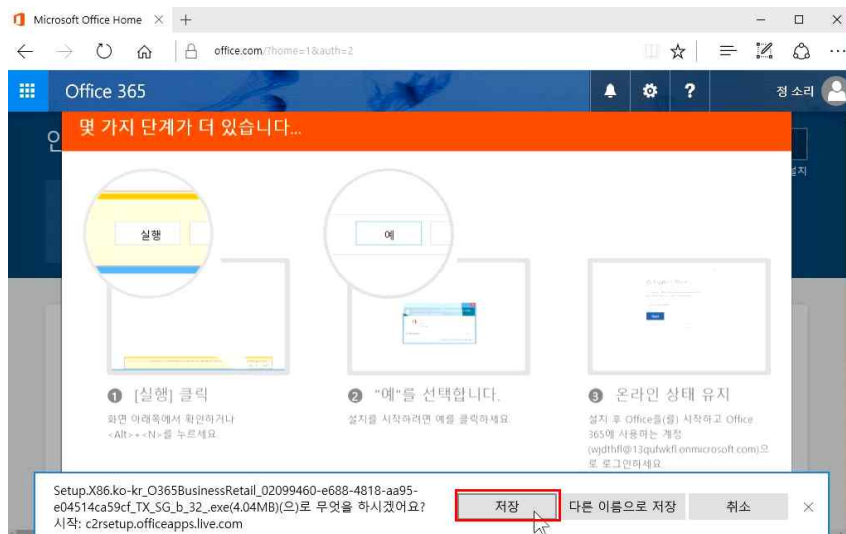 Microsoft Office Home
office.com/?home=1&auth=2
Office 365
정 소리
몇 가지 단계가 더 있습니다...
실행
예
❶ [실행] 클릭
화면 아래쪽에서 확인하거나
<Alt>+<N>를 누르세요.
❷ "예"를 선택합니다.
설치를 시작하려면 예를 클릭하세요.
❸ 온라인 상태 유지
설치 후 Office을(를) 시작하고 Office
365에 사용하는 계정
(wjdthfl@13qufwkfl.onmicrosoft.com)으
로 로그인하세요.
Setup.X86.ko-kr_O365BusinessRetail_02099460-e688-4818-aa95-
e04514ca59cf_TX_SG_b_32_.exe(4.04MB)(으)로 무엇을 하시겠어요?
시작: c2rsetup.officeapps.live.com
저장
다른 이름으로 저장
취소